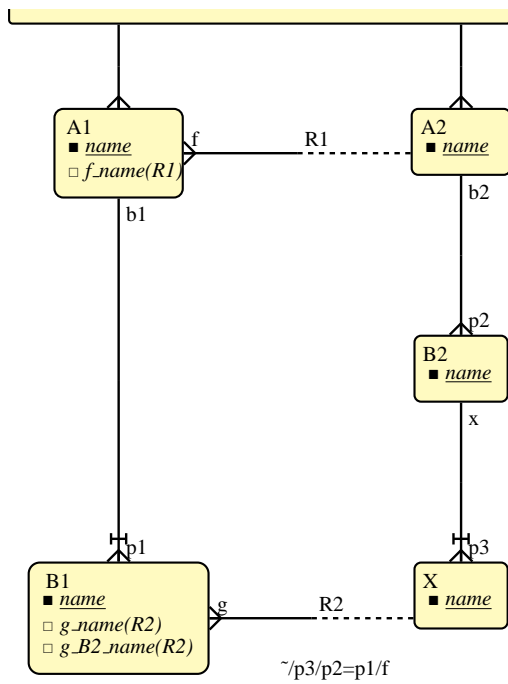 A1
■ name
□ f_name(R1)
f
R1
A2
■ name
b1
b2
p2
B2
■ name
x
p1
p3
B1
■ name
□ g_name(R2)
□ g_B2_name(R2)
g
R2
X
■ name
~/p3/p2=p1/f